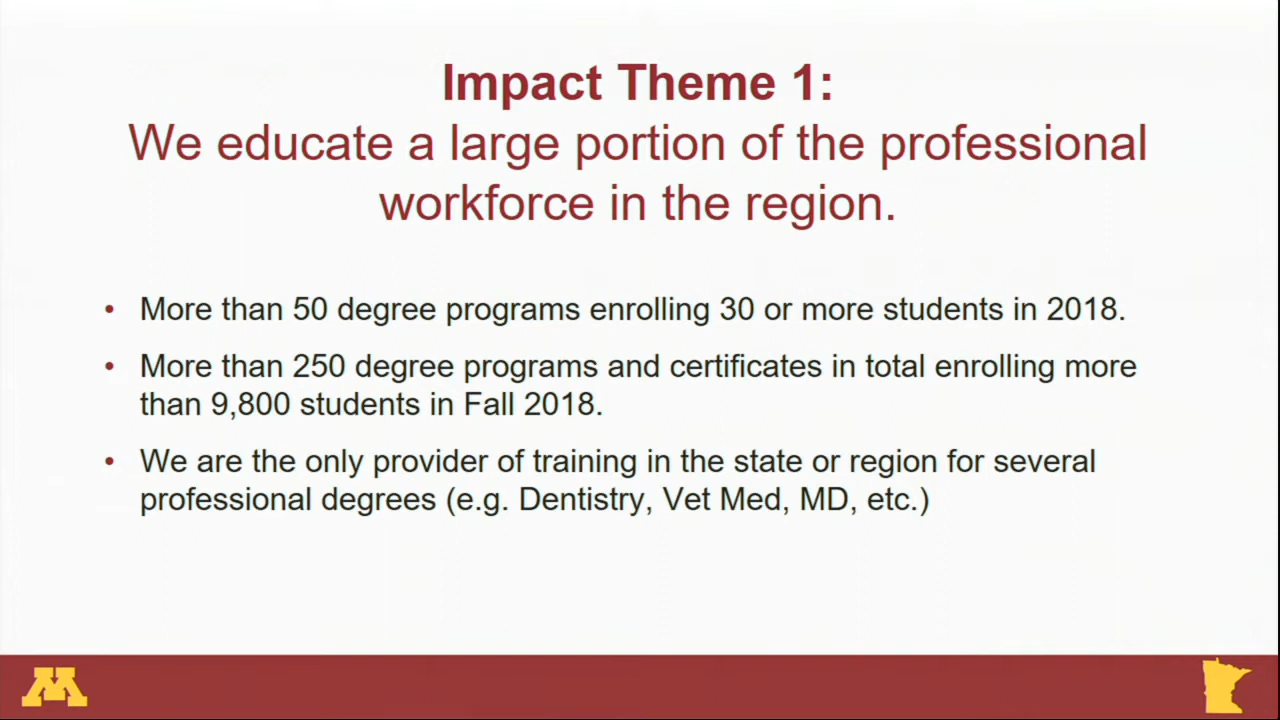 Impact Theme 1:
We educate a large portion of the professional
workforce in the region.
• More than 50 degree programs enrolling 30 or more students in 2018.
• More than 250 degree programs and certificates in total enrolling more
than 9,800 students in Fall 2018.
• We are the only provider of training in the state or region for several
professional degrees (e.g. Dentistry, Vet Med, MD, etc.)
M